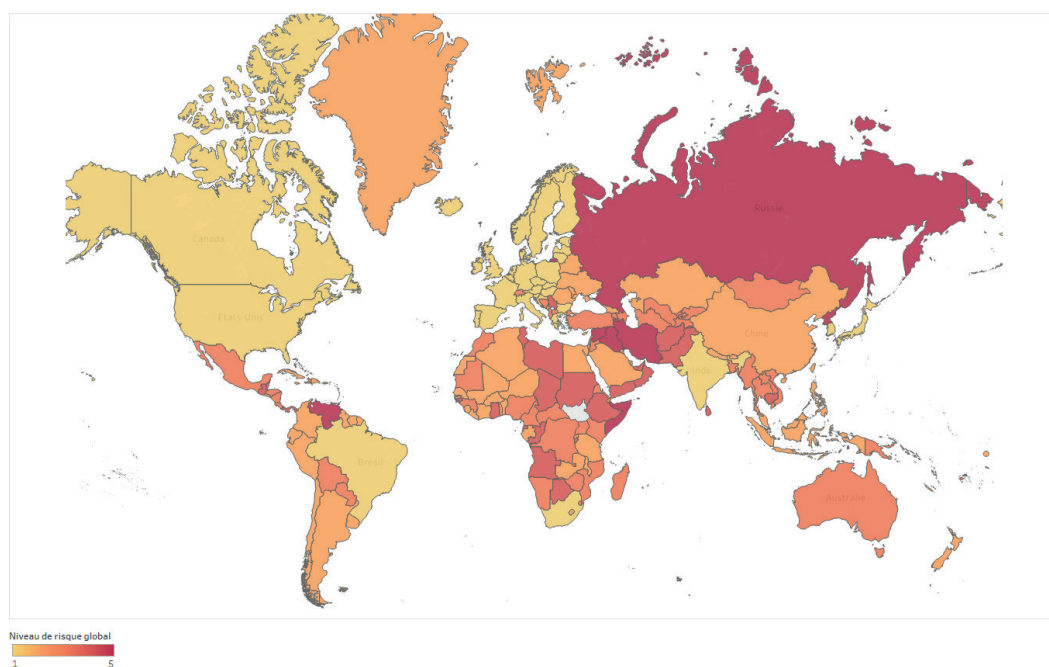 Russie
Canada
Etats-Unis
Chine
Inde
Brésil
Australie
Niveau de risque global
1
5